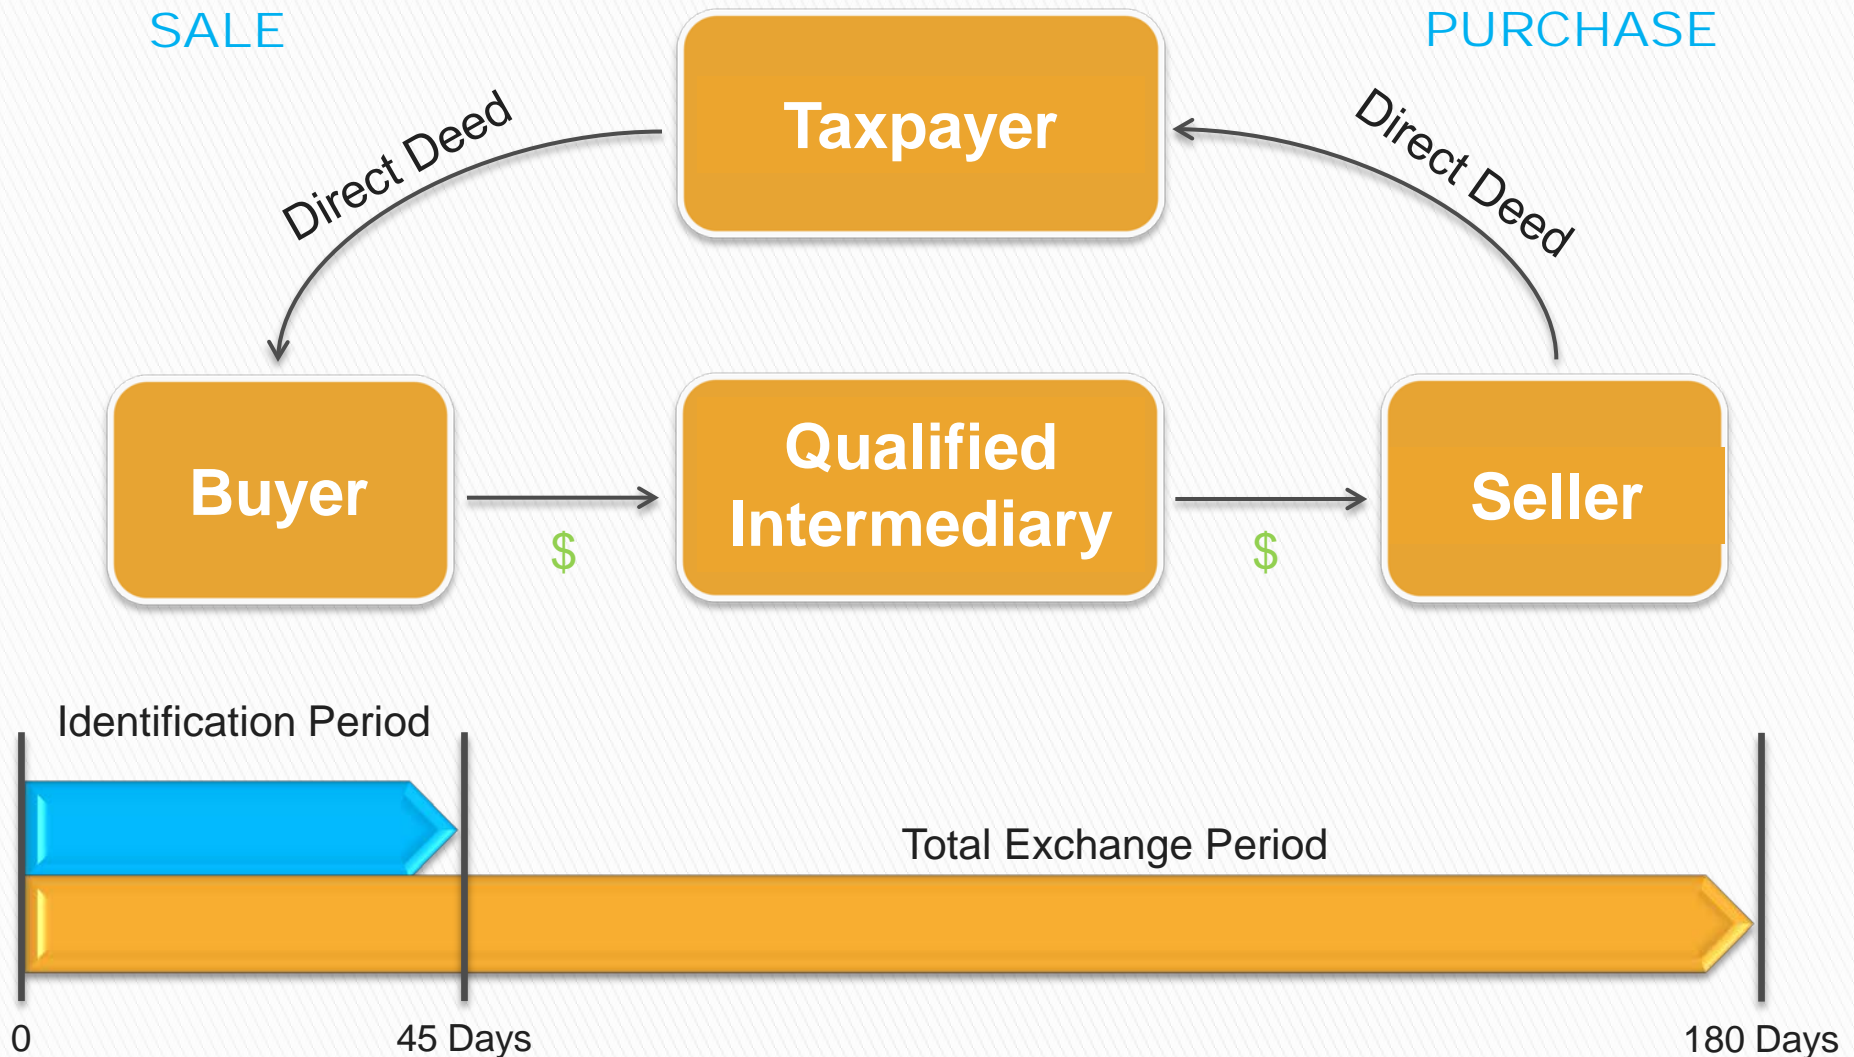 SALE
PURCHASE
Taxpayer
Direct Deed
Direct Deed
Buyer
Qualified
Intermediary
Seller
$
$
Identification Period
Total Exchange Period
0
45 Days
180 Days